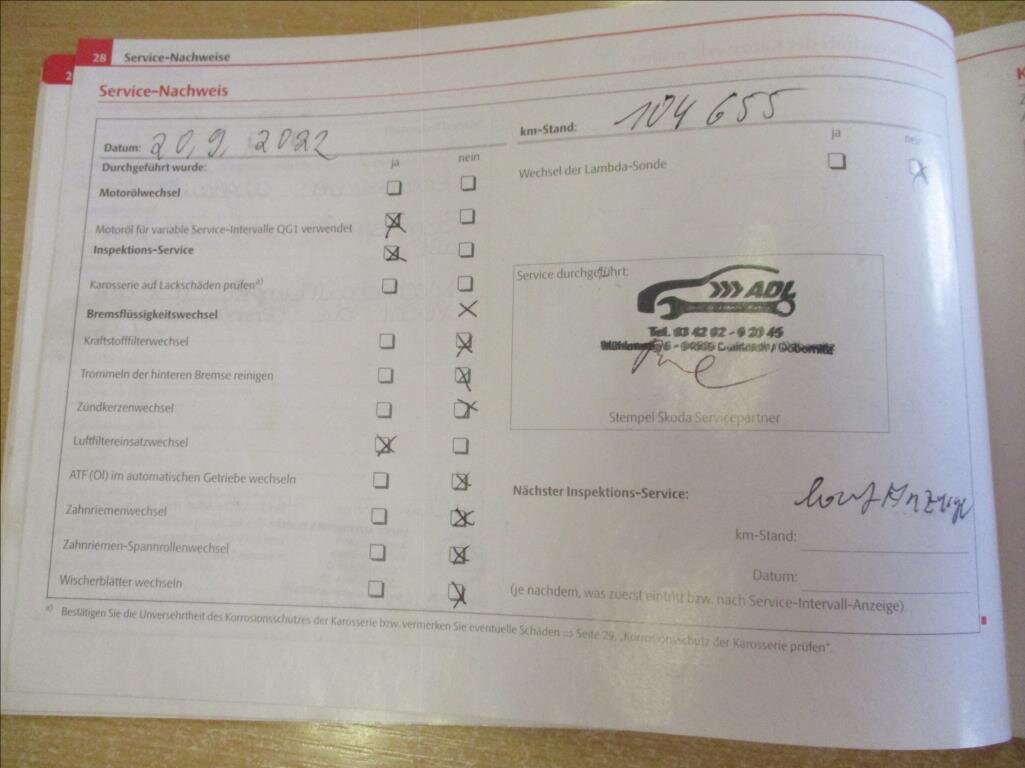 28 Service-Nachweise
2
Service-Nachweis
Datum: 20,9, 2022
km-Stand: 104 655
Durchgeführt wurde: ja nein
ja nein
Motorölwechsel
Wechsel der Lambda-Sonde
Motoröl für variable Service-Intervalle QG1 verwendet
Inspektions-Service
Karosserie auf Lackschäden prüfen a)
Bremsflüssigkeitswechsel
Kraftstofffilterwechsel
Trommeln der hinteren Bremse reinigen
Zündkerzenwechsel
Luftfiltereinsatzwechsel
ATF (Öl) im automatischen Getriebe wechseln
Zahnriemenwechsel
Zahnriemen-Spannrollenwechsel
Wischerblätter wechseln
Service durchgeführt:
ADL
Tel. 03 42 02 - 9 20 45
Stempel Škoda Servicepartner
Nächster Inspektions-Service:
km-Stand:
Datum:
(je nachdem, was zuerst eintritt bzw. nach Service-Intervall-Anzeige)
a) Bestätigen Sie die Unversehrtheit des Korrosionsschutzes der Karosserie bzw. vermerken Sie eventuelle Schäden ⇒ Seite 29, „Korrosionsschutz der Karosserie prüfen“.
K